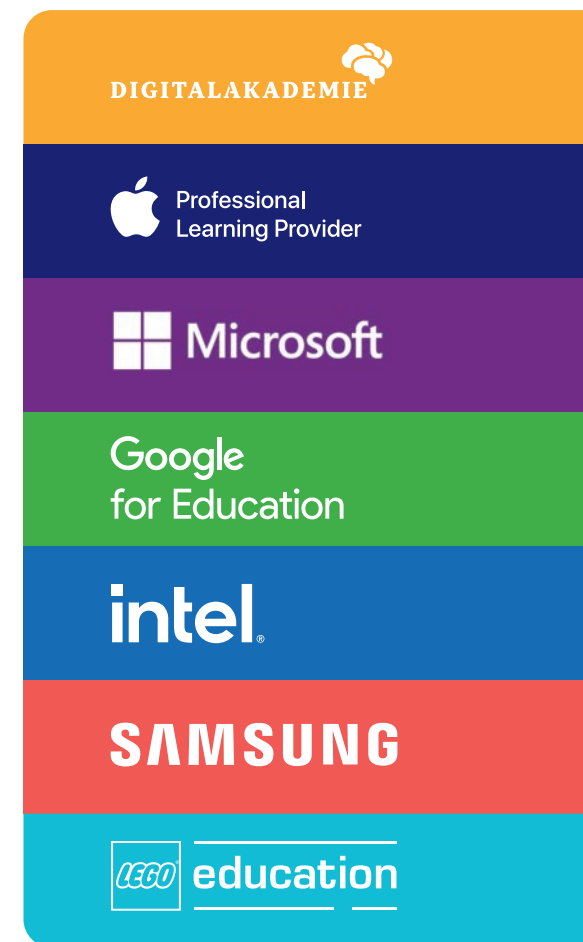 DIGITALAKADEMIE
Professional
Learning Provider
Microsoft
Google
for Education
intel®
SAMSUNG
LEGO® education